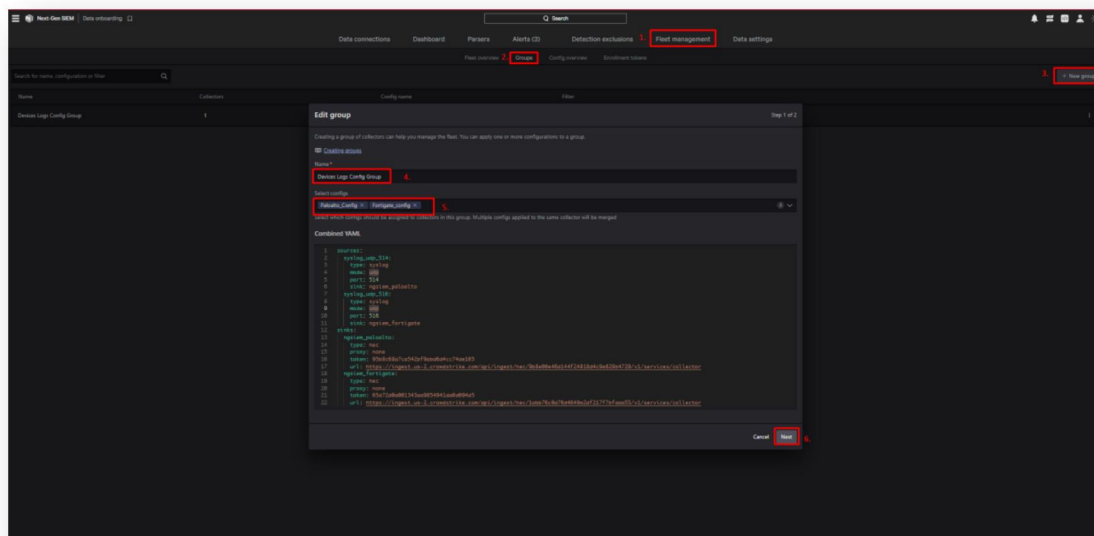 Next-Gen SIEM | Data onboarding
Search
Data connections Dashboard Parsers Alerts (3) Detection exclusions 1. Fleet management Data settings
Fleet overview 2. Groups Config overview Enrollment tokens
Search for name, configuration or filter
3. + New group
Name Collectors Config name Filter
Devices Logs Config Group 1
Edit group Step 1 of 2
Creating a group of collectors can help you manage the fleet. You can apply one or more configurations to a group.
Creating groups
Name *
Devices Logs Config Group 4.
Select configs
Paloalto_Config × Fortigate_config × 5.
Select which configs should be assigned to collectors in this group. Multiple configs applied to the same collector will be merged
Combined YAML
1 sources:
2 syslog_udp_514:
3 type: syslog
4 mode: udp
5 port: 514
6 sink: ngsiem_paloalto
7 syslog_udp_516:
8 type: syslog
9 mode: udp
10 port: 516
11 sink: ngsiem_fortigate
12 sinks:
13 ngsiem_paloalto:
14 type: hec
15 proxy: none
16 token:
17 url:
18 ngsiem_fortigate:
19 type: hec
20 proxy: none
21 token:
22 url:
Cancel Next 6.